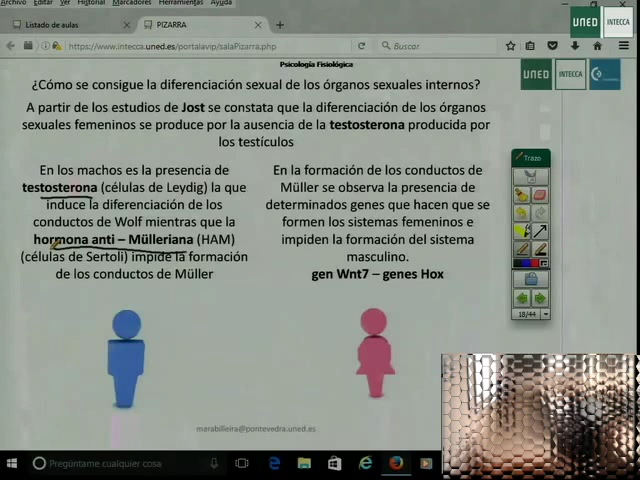 Archivo
Marcadores
Herramientas
Ayuda
Listado de aulas
PIZARRA
https://www.intecca.uned.es/portalavip/salaPizarra.php
Buscar
UNED
INTECCA
Psicología Fisiológica
UNED
INTECCA
¿Cómo se consigue la diferenciación sexual de los órganos sexuales internos?
A partir de los estudios de Jost se constata que la diferenciación de los órganos
sexuales femeninos se produce por la ausencia de la testosterona producida por
los testículos
En los machos es la presencia de
testosterona (células de Leydig) la que
induce la diferenciación de los
conductos de Wolf mientras que la
hormona anti – Mülleriana (HAM)
(células de Sertoli) impide la formación
de los conductos de Müller
En la formación de los conductos de
Müller se observa la presencia de
determinados genes que hacen que se
formen los sistemas femeninos e
impiden la formación del sistema
masculino.
gen Wnt7 – genes Hox
Trazo
18/44
marabilleira@pontevedra.uned.es
Pregúntame cualquier cosa